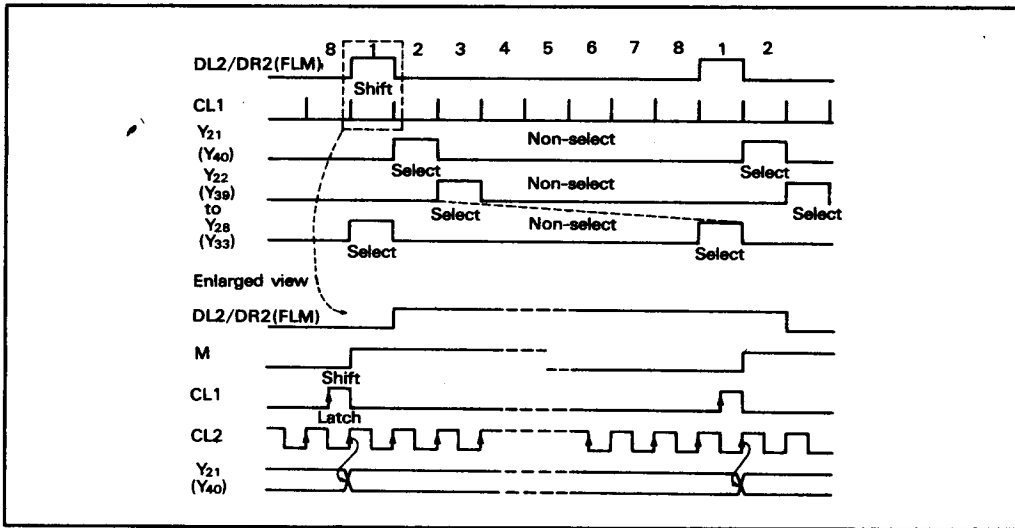 8 1 2 3 4 5 6 7 8 1 2
DL2/DR2(FLM)
Shift
CL1
Y21
(Y40)
Non-select
Select
Select
Y22
(Y39)
Non-select
Select
Select
to
Y28
(Y33)
Non-select
Select
Select
Enlarged view
DL2/DR2(FLM)
M
Shift
CL1
Latch
CL2
Y21
(Y40)